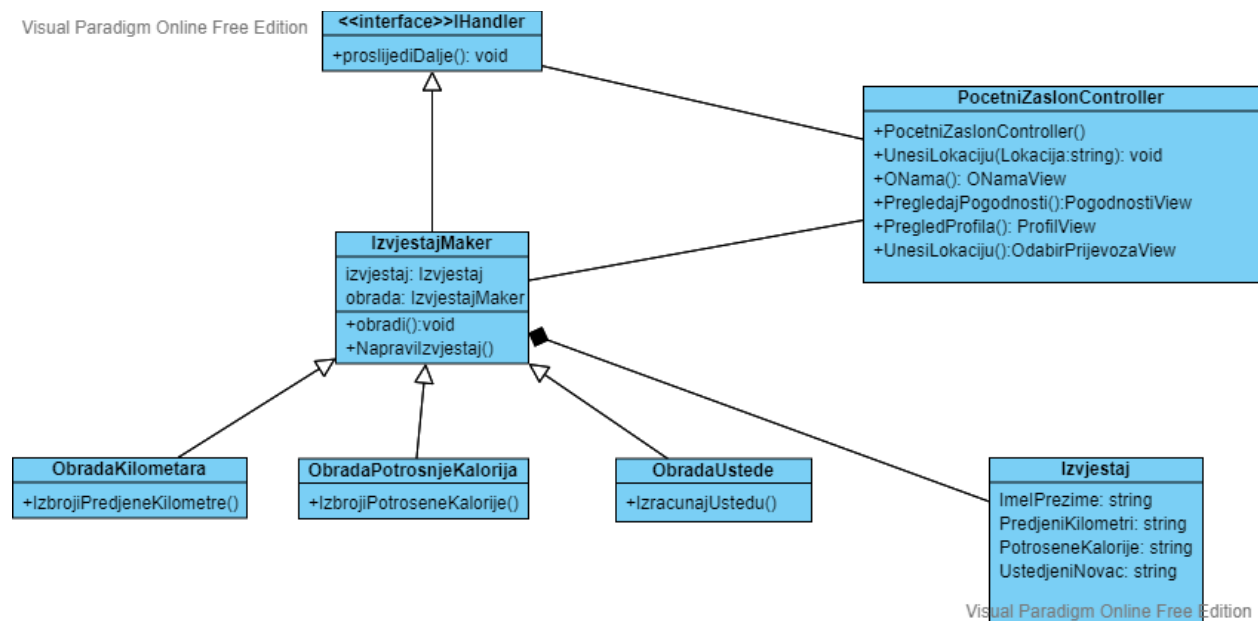 Visual Paradigm Online Free Edition
<<interface>>IHandler
+proslijediDalje(): void
PocetniZaslonController
+PocetniZaslonController()
+UnesiLokaciju(Lokacija:string): void
+ONama(): ONamaView
+PregledajPogodnosti():PogodnostiView
+PregledProfila(): ProfilView
+UnesiLokaciju():OdabirPrijevozaView
IzvjestajMaker
izvjestaj: Izvjestaj
obrada: IzvjestajMaker
+obradi():void
+NapraviIzvjestaj()
ObradaKilometara
+IzbrojiPredjeneKilometre()
ObradaPotrosnjeKalorija
+IzbrojiPotroseneKalorije()
ObradaUstede
+IzracunajUstedu()
Izvjestaj
ImeIPrezime: string
PredjeniKilometri: string
PotroseneKalorije: string
UstedjeniNovac: string
Visual Paradigm Online Free Edition